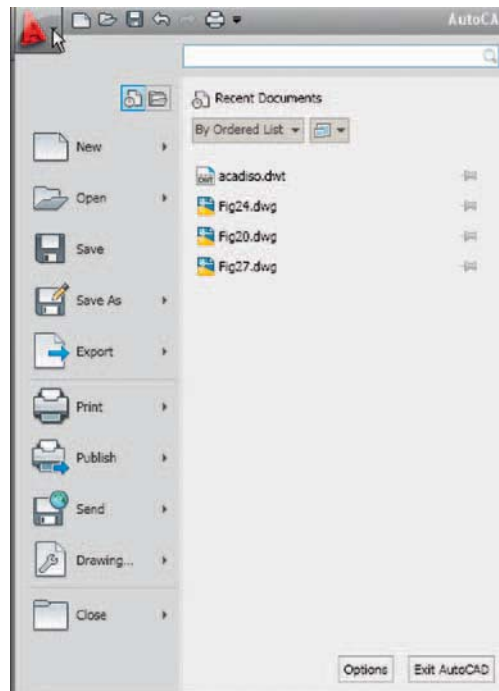 AutoCA
Recent Documents
By Ordered List
New
acadiso.dwt
Open
Fig24.dwg
Fig20.dwg
Save
Fig27.dwg
Save As
Export
Print
Publish
Send
Drawing...
Close
Options
Exit AutoCAD